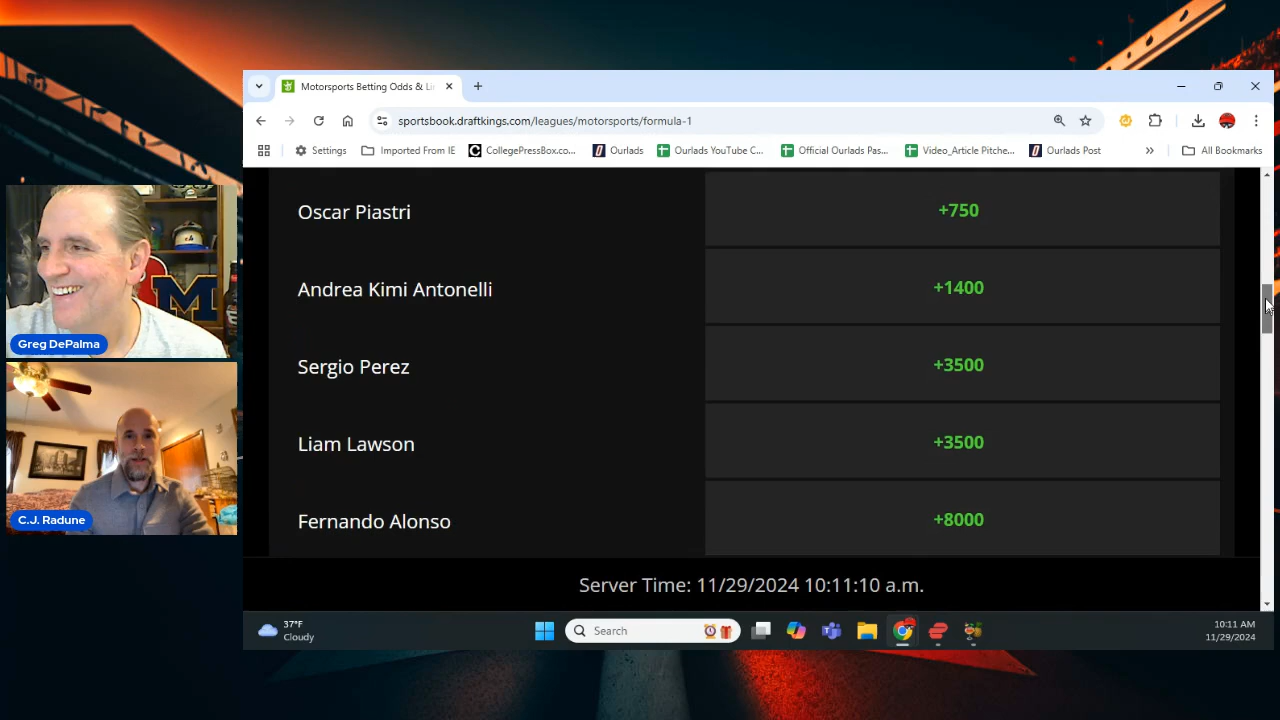 Motorsports Betting Odds & Li
sportsbook.draftkings.com/leagues/motorsports/formula-1
Settings
Imported From IE
CollegePressBox.co...
Ourlads
Ourlads YouTube C...
Official Ourlads Pas...
Video_Article Pitche...
Ourlads Post
All Bookmarks
Oscar Piastri +750
Andrea Kimi Antonelli +1400
Sergio Perez +3500
Liam Lawson +3500
Fernando Alonso +8000
Server Time: 11/29/2024 10:11:10 a.m.
Greg DePalma
M
C.J. Radune
37°F
Cloudy
Search
10:11 AM
11/29/2024